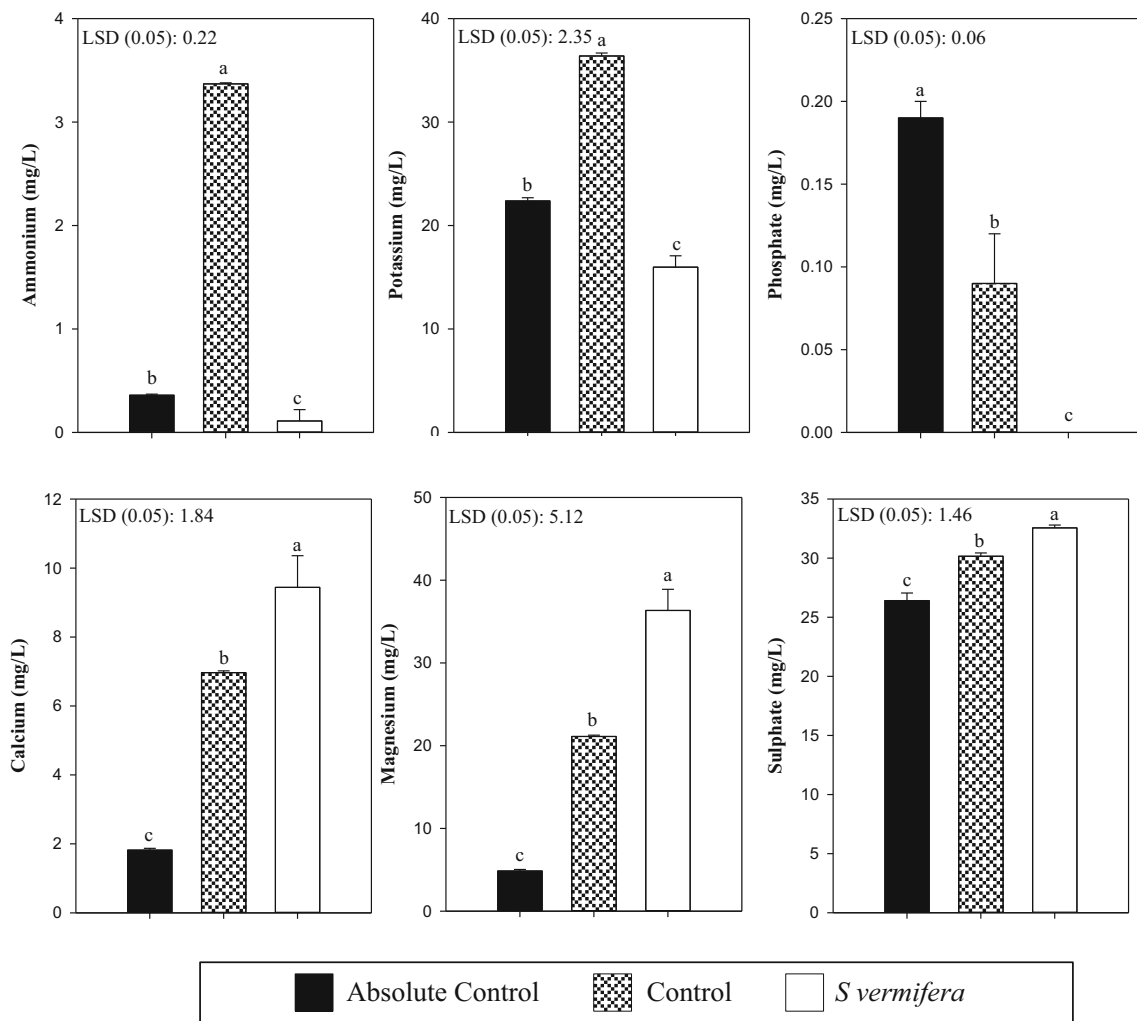 LSD (0.05): 0.22
Ammonium (mg/L)
4
3
2
1
0
b
a
c
LSD (0.05): 2.35
Potassium (mg/L)
40
30
20
10
0
b
a
c
LSD (0.05): 0.06
Phosphate (mg/L)
0.25
0.20
0.15
0.10
0.05
0.00
a
b
c
LSD (0.05): 1.84
Calcium (mg/L)
12
10
8
6
4
2
0
c
b
a
LSD (0.05): 5.12
Magnesium (mg/L)
50
40
30
20
10
0
c
b
a
LSD (0.05): 1.46
Sulphate (mg/L)
35
30
25
20
15
10
5
0
c
b
a
Absolute Control Control S vermifera